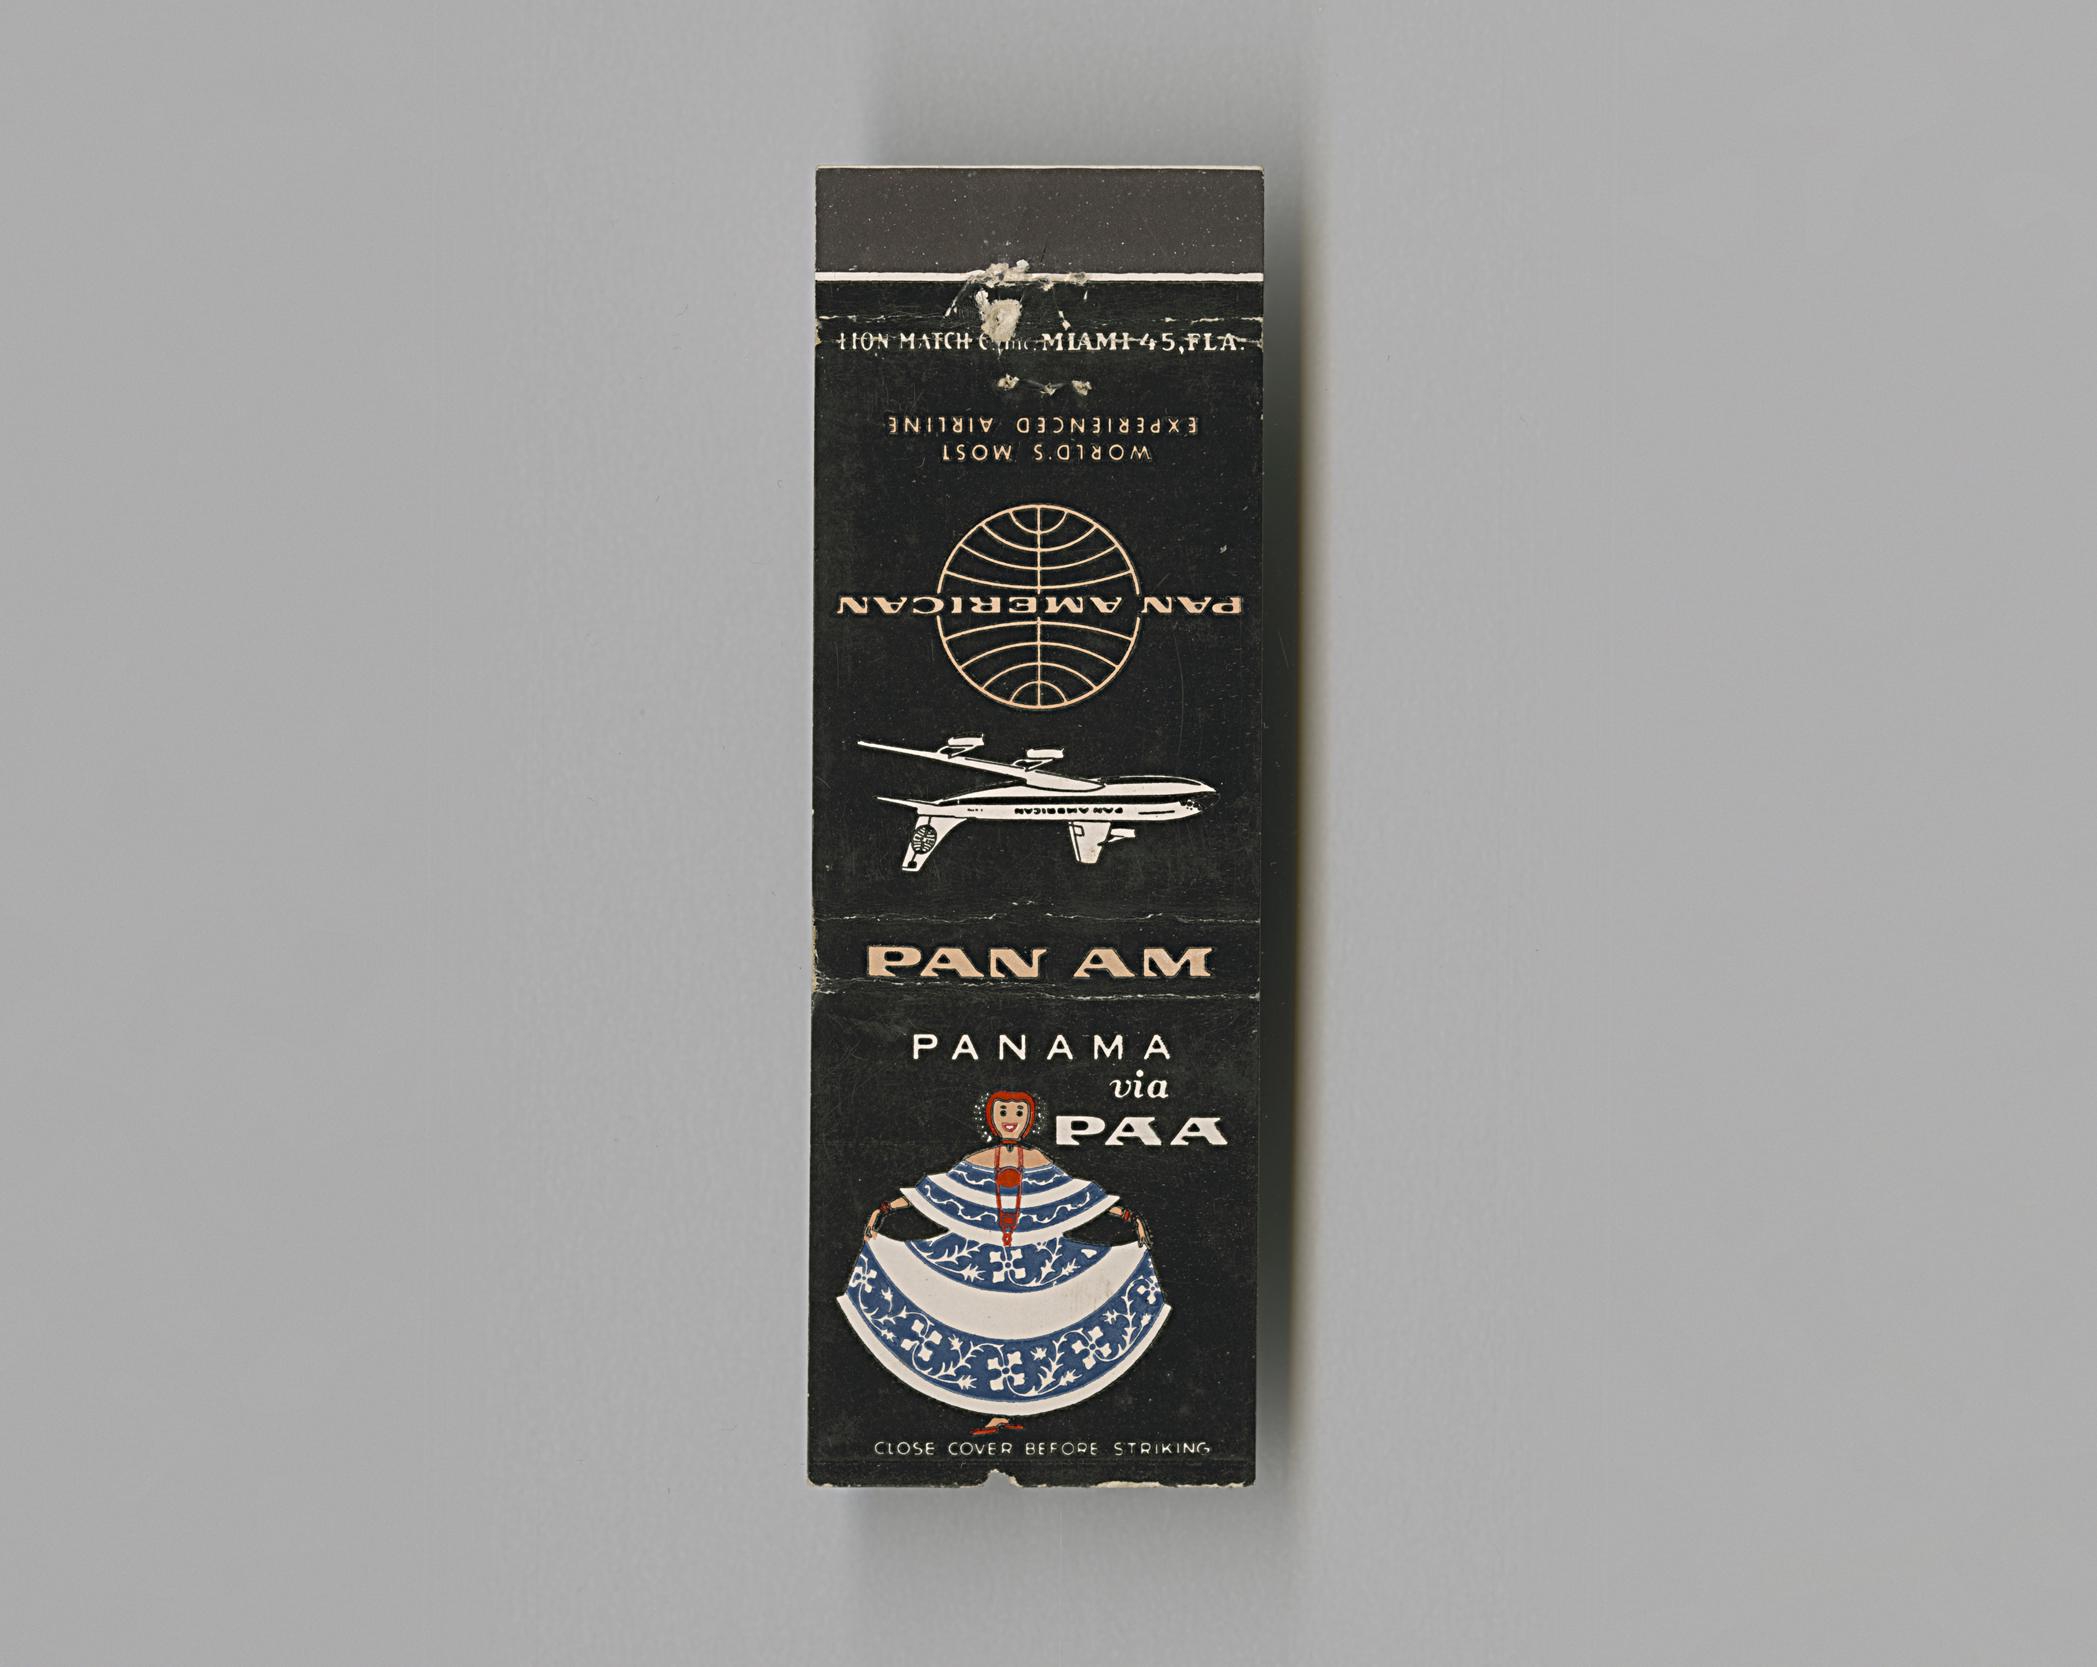 LION MATCH Co., Inc. MIAMI 45, FLA.
WORLD'S MOST
EXPERIENCED AIRLINE
PAN AMERICAN
PAN AMERICAN
PAN AM
PANAMA
via
PAA
CLOSE COVER BEFORE STRIKING